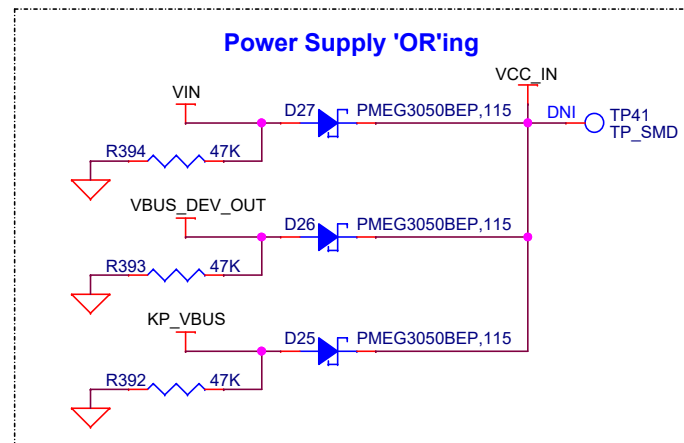 Power Supply 'OR'ing
VCC_IN
VIN
D27 PMEG3050BEP,115
DNI
TP41
TP_SMD
R394 47K
VBUS_DEV_OUT
D26 PMEG3050BEP,115
R393 47K
KP_VBUS
D25 PMEG3050BEP,115
R392 47K